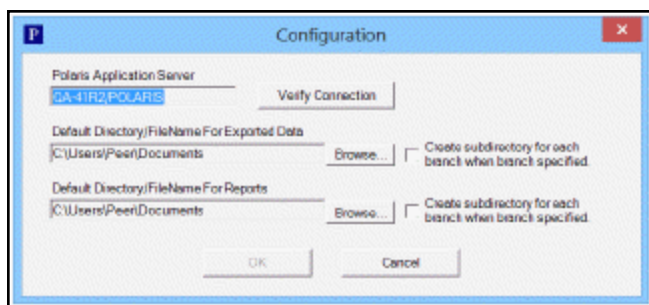 P
Configuration
x
Polaris Application Server
QA-41R2/POLARIS
Verify Connection
Default Directory/FileName For Exported Data
C:\Users\Peer\Documents
Browse...
Create subdirectory for each
branch when branch specified.
Default Directory/FileName For Reports
C:\Users\Peer\Documents
Browse...
Create subdirectory for each
branch when branch specified.
OK
Cancel